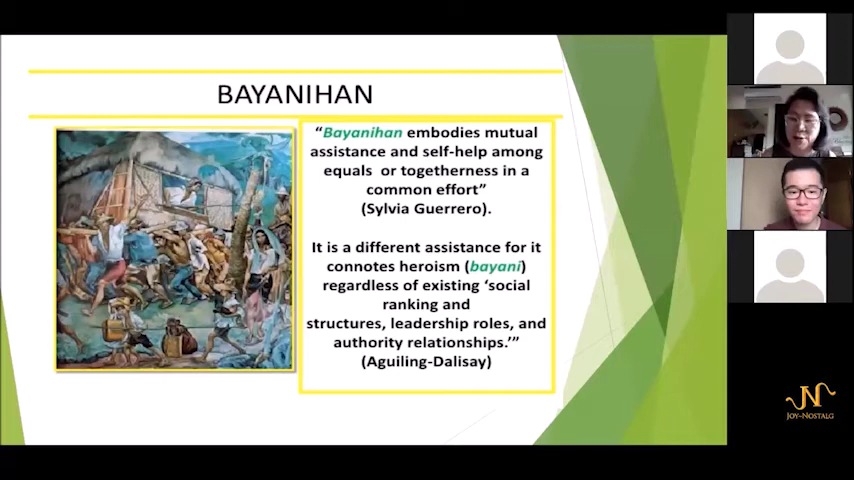 BAYANIHAN
“Bayanihan embodies mutual
assistance and self-help among
equals or togetherness in a
common effort”
(Sylvia Guerrero).
It is a different assistance for it
connotes heroism (bayani)
regardless of existing ‘social
ranking and
structures, leadership roles, and
authority relationships.’”
(Aguiling-Dalisay)
JN
JOY-NOSTALG